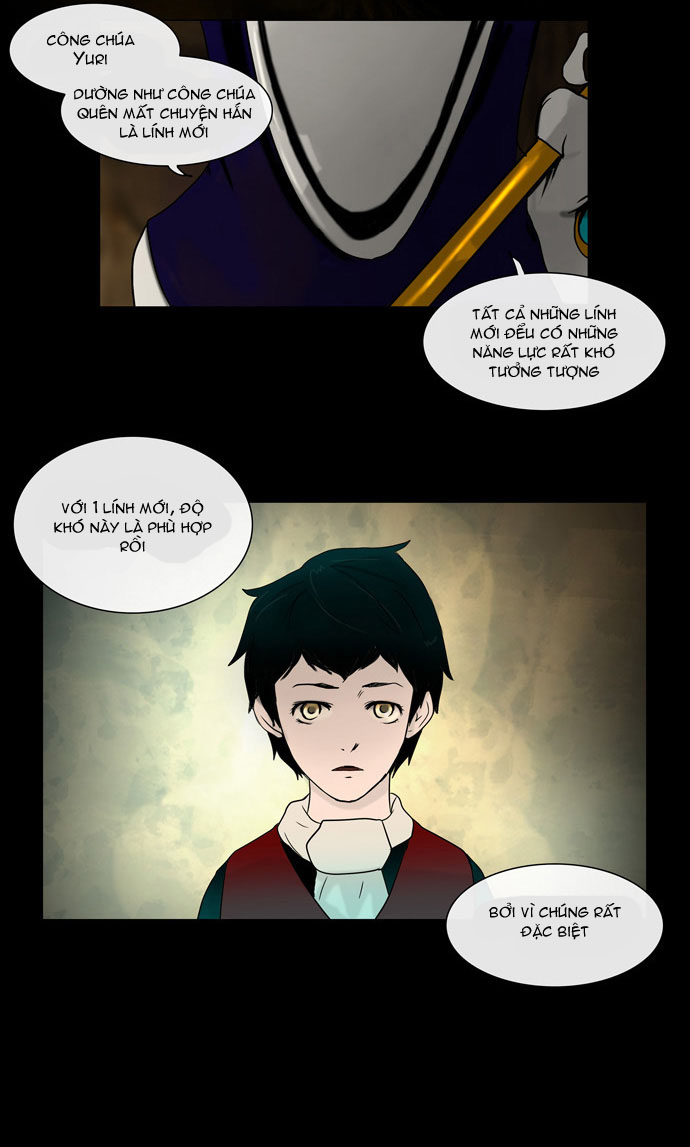 CÔNG CHÚA
YURI
DƯỜNG NHƯ CÔNG CHÚA
QUÊN MẤT CHUYỆN HẮN
LÀ LÍNH MỚI
TẤT CẢ NHỮNG LÍNH
MỚI ĐỂU CÓ NHỮNG
NĂNG LỰC RẤT KHÓ
TƯỞNG TƯỢNG
VỚI 1 LÍNH MỚI, ĐỘ
KHÓ NÀY LÀ PHÙ HỢP
RỒI
BỞI VÌ CHÚNG RẤT
ĐẶC BIỆT